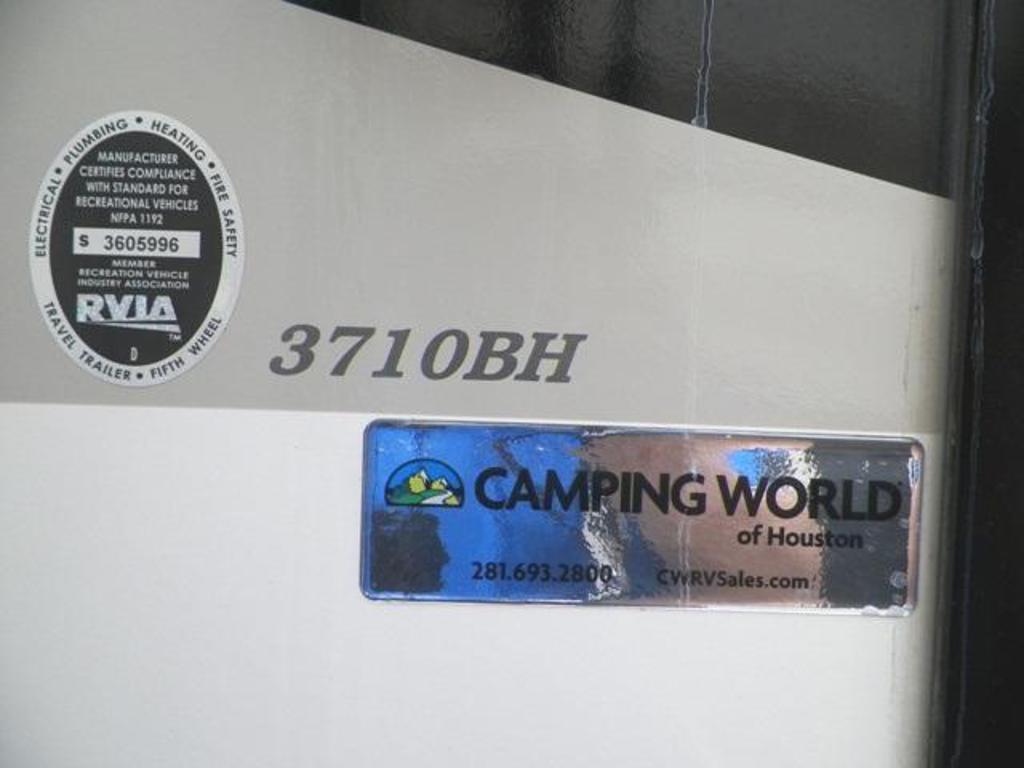 ELECTRICAL • PLUMBING • HEATING • FIRE SAFETY
MANUFACTURER
CERTIFIES COMPLIANCE
WITH STANDARD FOR
RECREATIONAL VEHICLES
NFPA 1192
S 3605996
MEMBER
RECREATION VEHICLE
INDUSTRY ASSOCIATION
RVIA
TM
D
TRAVEL TRAILER • FIFTH WHEEL
3710BH
CAMPING WORLD
of Houston
281.693.2800 CWRVSales.com